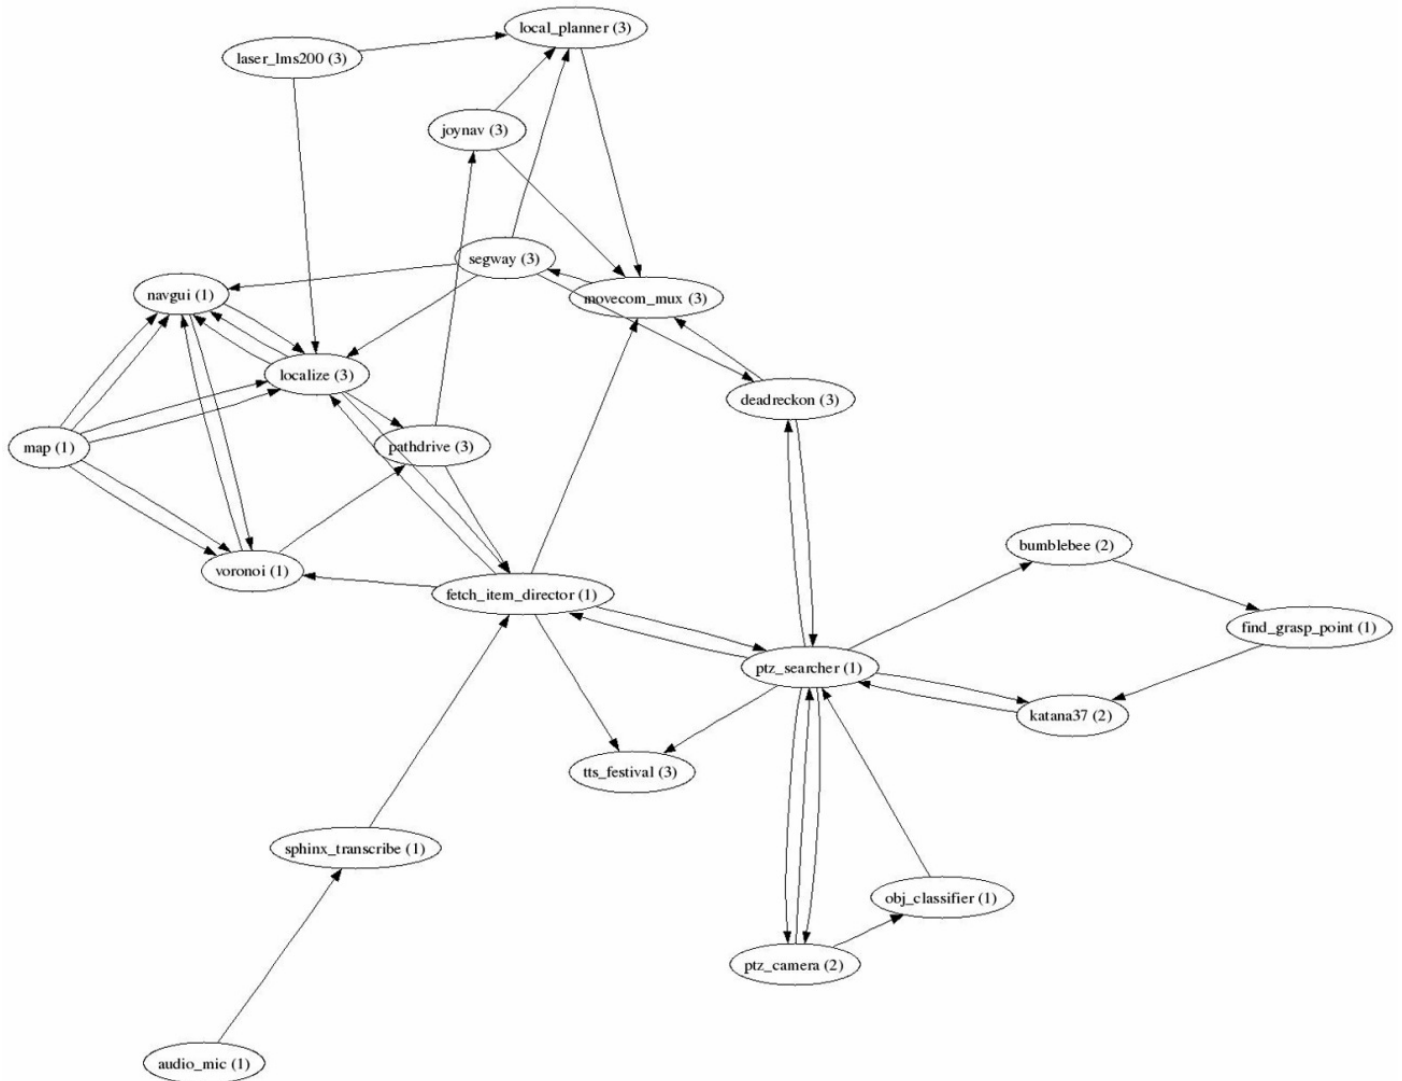 local_planner (3)
laser_lms200 (3)
joynav (3)
segway (3)
navgui (1)
movecom_mux (3)
localize (3)
deadreckon (3)
map (1)
pathdrive (3)
bumblebee (2)
voronoi (1)
fetch_item_director (1)
find_grasp_point (1)
ptz_searcher (1)
katana37 (2)
tts_festival (3)
sphinx_transcribe (1)
obj_classifier (1)
ptz_camera (2)
audio_mic (1)